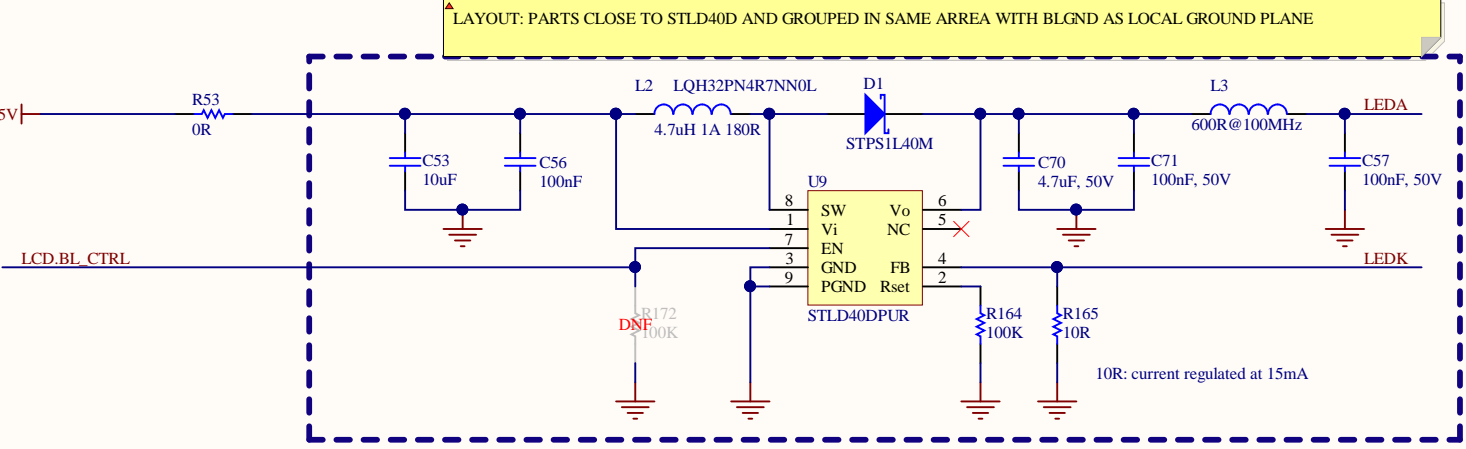 LAYOUT: PARTS CLOSE TO STLD40D AND GROUPED IN SAME ARREA WITH BLGND AS LOCAL GROUND PLANE
5V
R53
0R
L2 LQH32PN4R7NN0L
4.7uH 1A 180R
D1
STPS1L40M
L3
600R@100MHz
LEDA
C53
10uF
C56
100nF
C70
4.7uF, 50V
C71
100nF, 50V
C57
100nF, 50V
U9
8 SW Vo 6
1 Vi NC 5
7 EN
3 GND FB 4
9 PGND Rset 2
STLD40DPUR
LCD.BL_CTRL
LEDK
DNF
R172
100K
R164
100K
R165
10R
10R: current regulated at 15mA